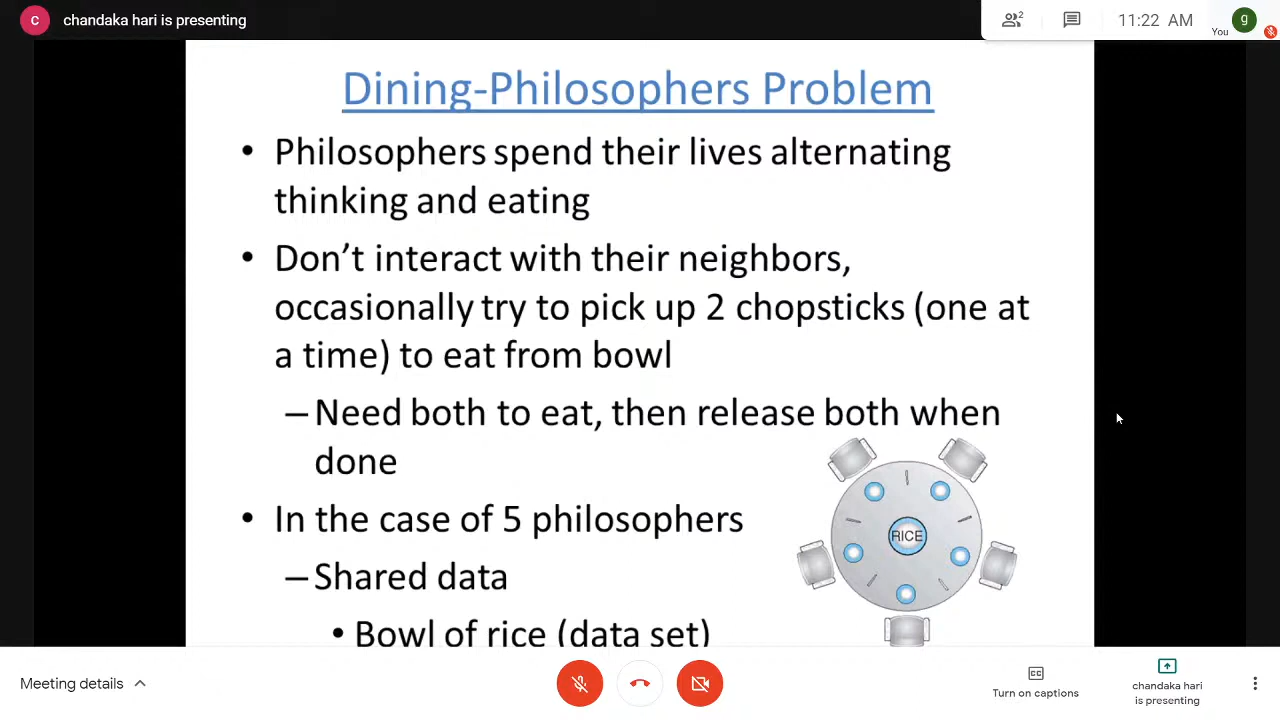 c chandaka hari is presenting
2
11:22 AM
You
g
Dining-Philosophers Problem
• Philosophers spend their lives alternating
thinking and eating
• Don't interact with their neighbors,
occasionally try to pick up 2 chopsticks (one at
a time) to eat from bowl
– Need both to eat, then release both when
done
• In the case of 5 philosophers
– Shared data
• Bowl of rice (data set)
RICE
Meeting details
CC
Turn on captions
chandaka hari
is presenting